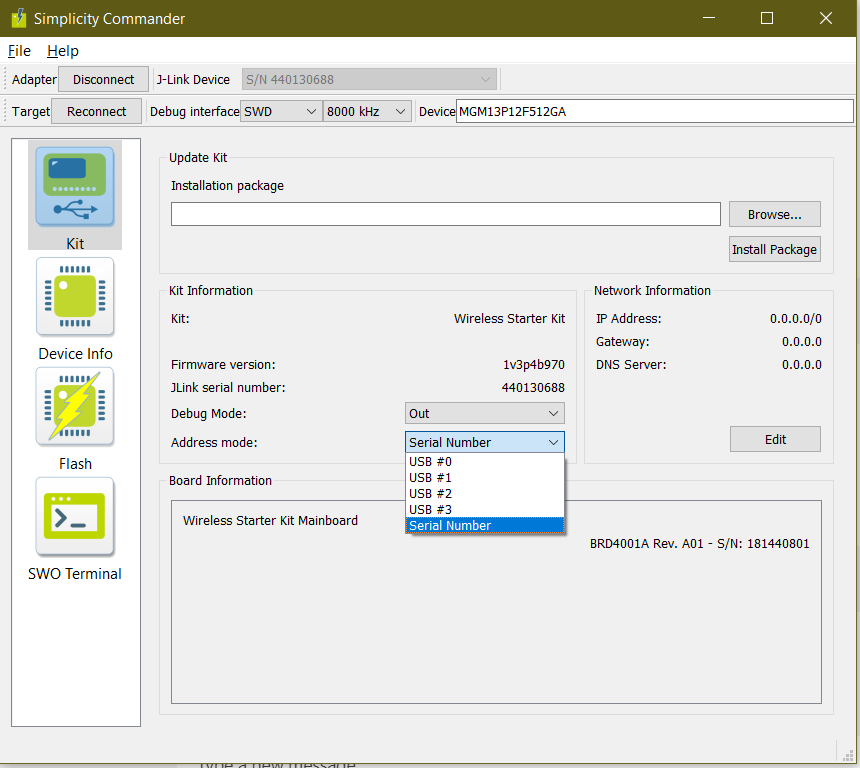 Simplicity Commander
File Help
Adapter Disconnect J-Link Device S/N 440130688
Target Reconnect Debug interface SWD 8000 kHz Device MGM13P12F512GA
Kit
Device Info
Flash
SWO Terminal
Update Kit
Installation package
Browse...
Install Package
Kit Information
Kit: Wireless Starter Kit
Firmware version: 1v3p4b970
JLink serial number: 440130688
Debug Mode: Out
Address mode: Serial Number
USB #0
USB #1
USB #2
USB #3
Serial Number
Network Information
IP Address: 0.0.0.0/0
Gateway: 0.0.0.0
DNS Server: 0.0.0.0
Edit
Board Information
Wireless Starter Kit Mainboard
BRD4001A Rev. A01 - S/N: 181440801
Type a new message